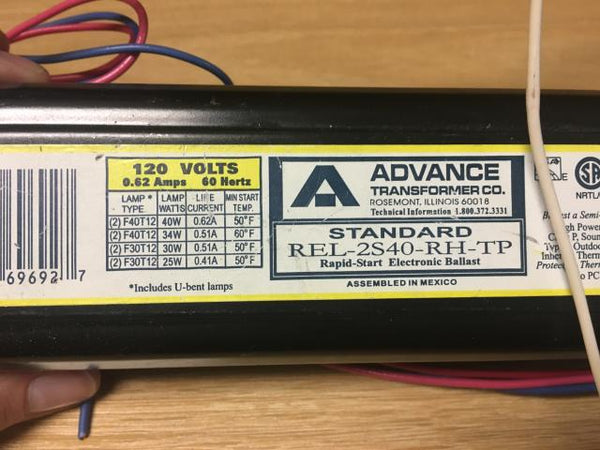 120 VOLTS
0.62 Amps 60 Hertz
LAMP * TYPE LAMP WATTS LINE CURRENT MIN START TEMP.
(2) F40T12 40W 0.62A 50°F
(2) F40T12 34W 0.51A 60°F
(2) F30T12 30W 0.51A 50°F
(2) F30T12 25W 0.41A 50°F
*Includes U-bent lamps
69692 7
ADVANCE
TRANSFORMER CO.
ROSEMONT, ILLINOIS 60018
Technical Information 1.800.372.3331
STANDARD
REL-2S40-RH-TP
Rapid-Start Electronic Ballast
ASSEMBLED IN MEXICO
NRTL
Power
Sound
Outdoor